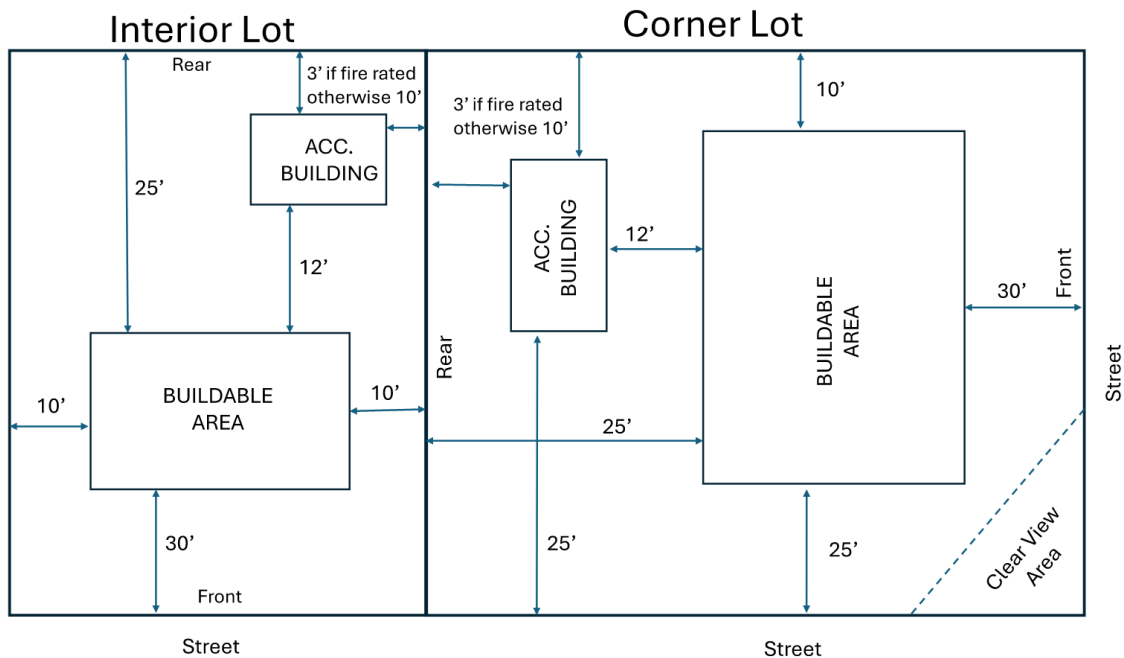 Interior Lot
Corner Lot
Rear
3’ if fire rated
otherwise 10’
ACC.
BUILDING
25’
12’
BUILDABLE
AREA
10’
10’
30’
Front
Street
10’
3’ if fire rated
otherwise 10’
ACC.
BUILDING
12’
BUILDABLE
AREA
30’
Front
Street
Rear
25’
25’
25’
Clear View
Area
Street